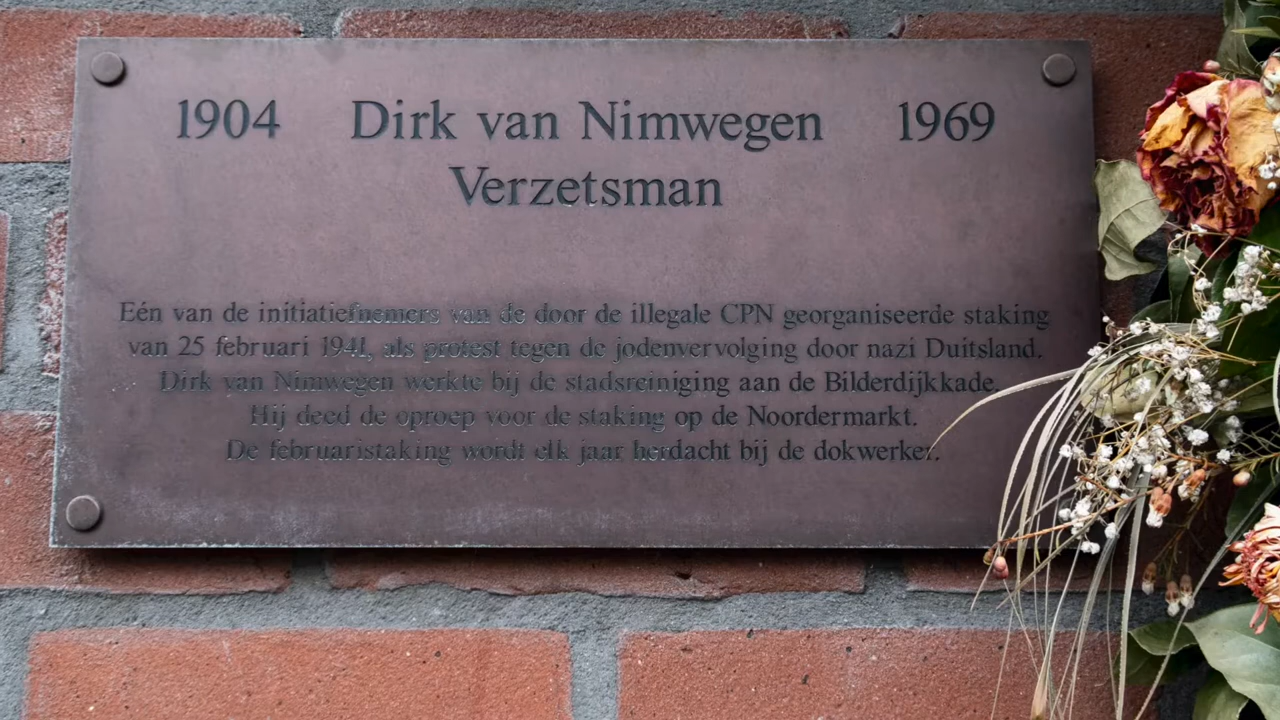 1904 Dirk van Nimwegen 1969
Verzetsman
Eén van de initiatiefnemers van de door de illegale CPN georganiseerde staking
van 25 februari 1941, als protest tegen de jodenvervolging door nazi Duitsland.
Dirk van Nimwegen werkte bij de stadsreiniging aan de Bilderdijkkade.
Hij deed de oproep voor de staking op de Noordermarkt.
De februaristaking wordt elk jaar herdacht bij de dokwerker.